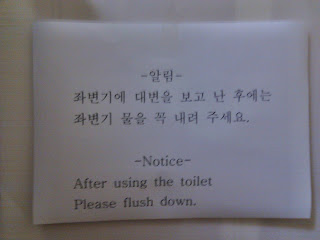 -알림-
좌변기에 대변을 보고 난 후에는
좌변기 물을 꼭 내려 주세요.
-Notice-
After using the toilet
Please flush down.